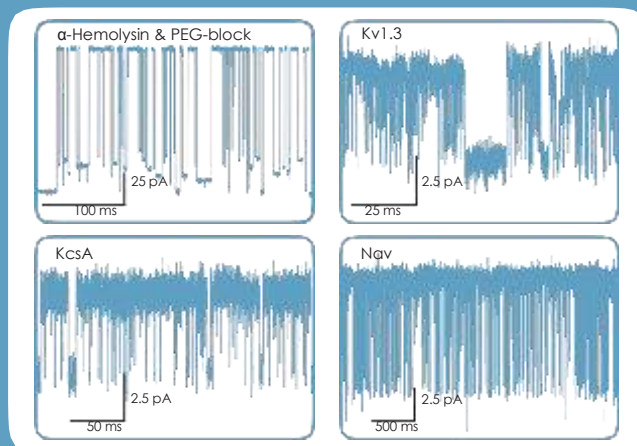 α-Hemolysin & PEG-block
25 pA
100 ms
Kv1.3
2.5 pA
25 ms
KcsA
2.5 pA
50 ms
Nav
2.5 pA
500 ms